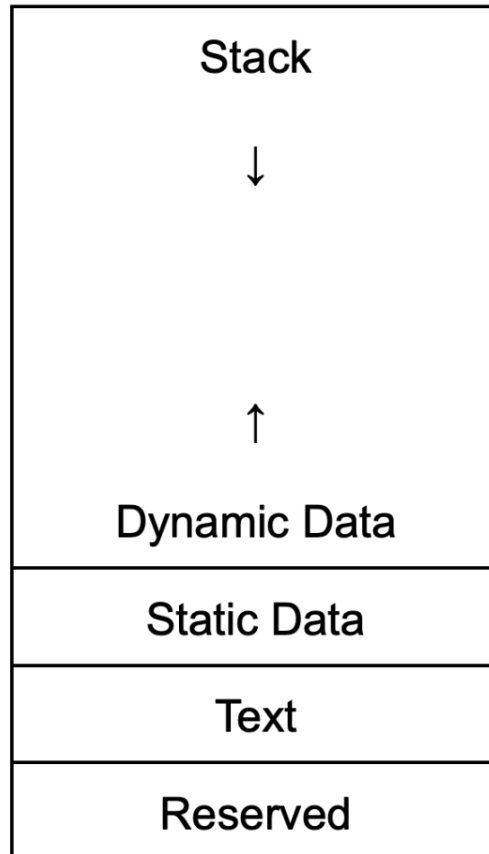 Stack
↓
↑
Dynamic Data
Static Data
Text
Reserved